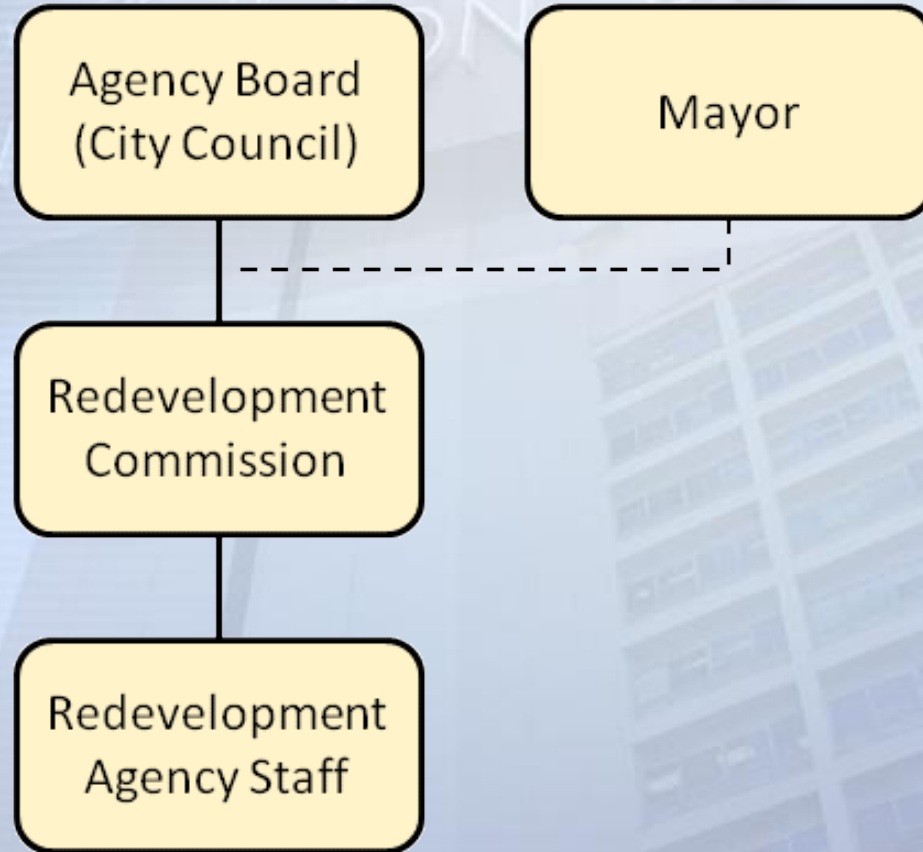 Agency Board
(City Council)
Mayor
Redevelopment
Commission
Redevelopment
Agency Staff